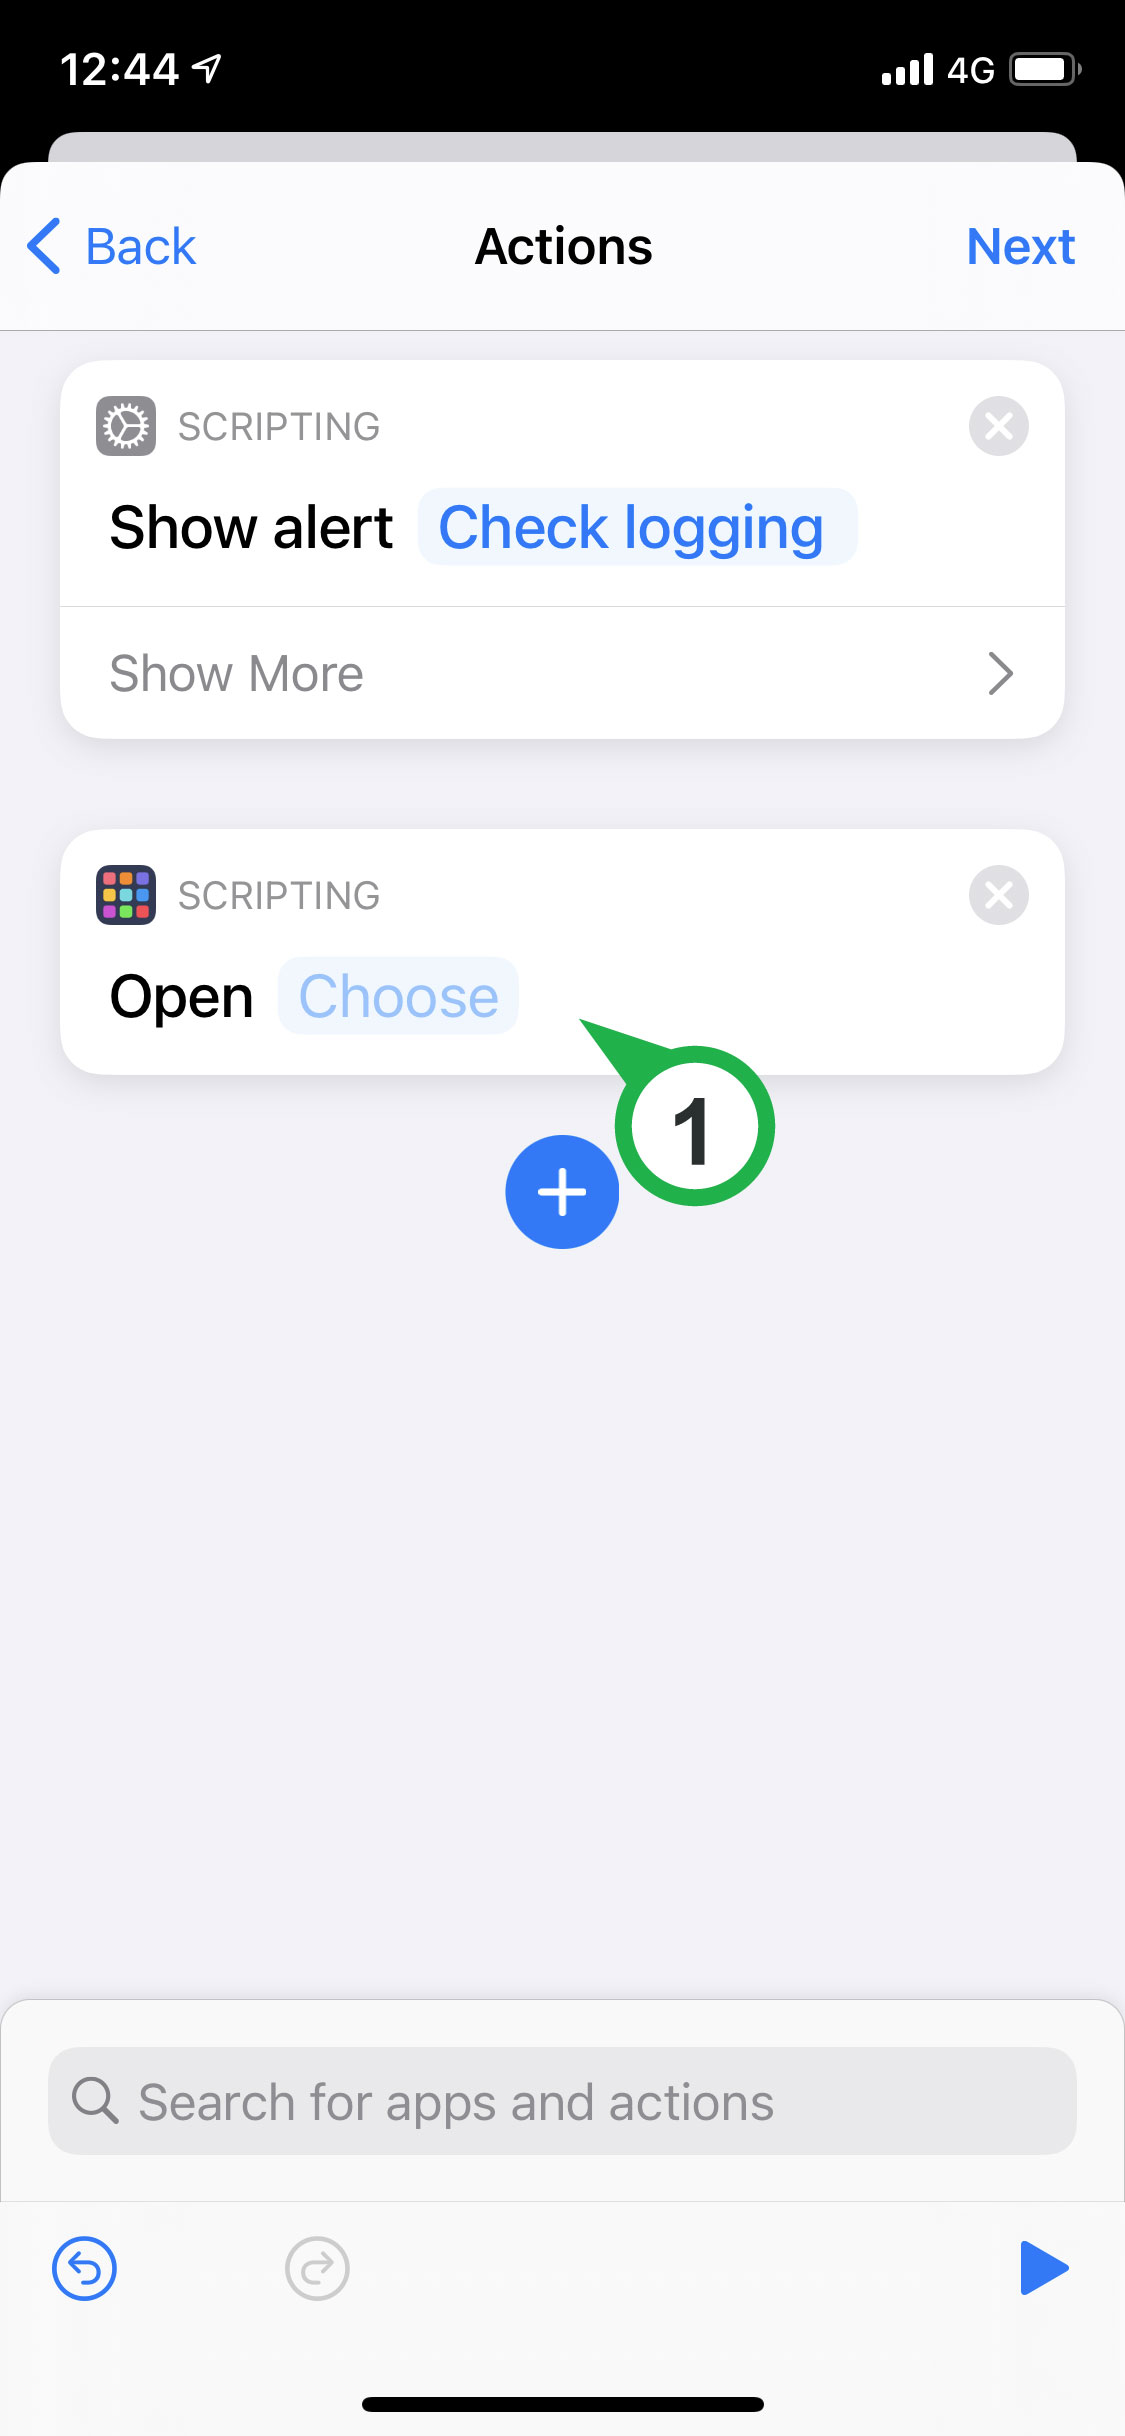 12:44 4G
Back Actions Next
SCRIPTING
Show alert Check logging
Show More
SCRIPTING
Open Choose
1
Search for apps and actions